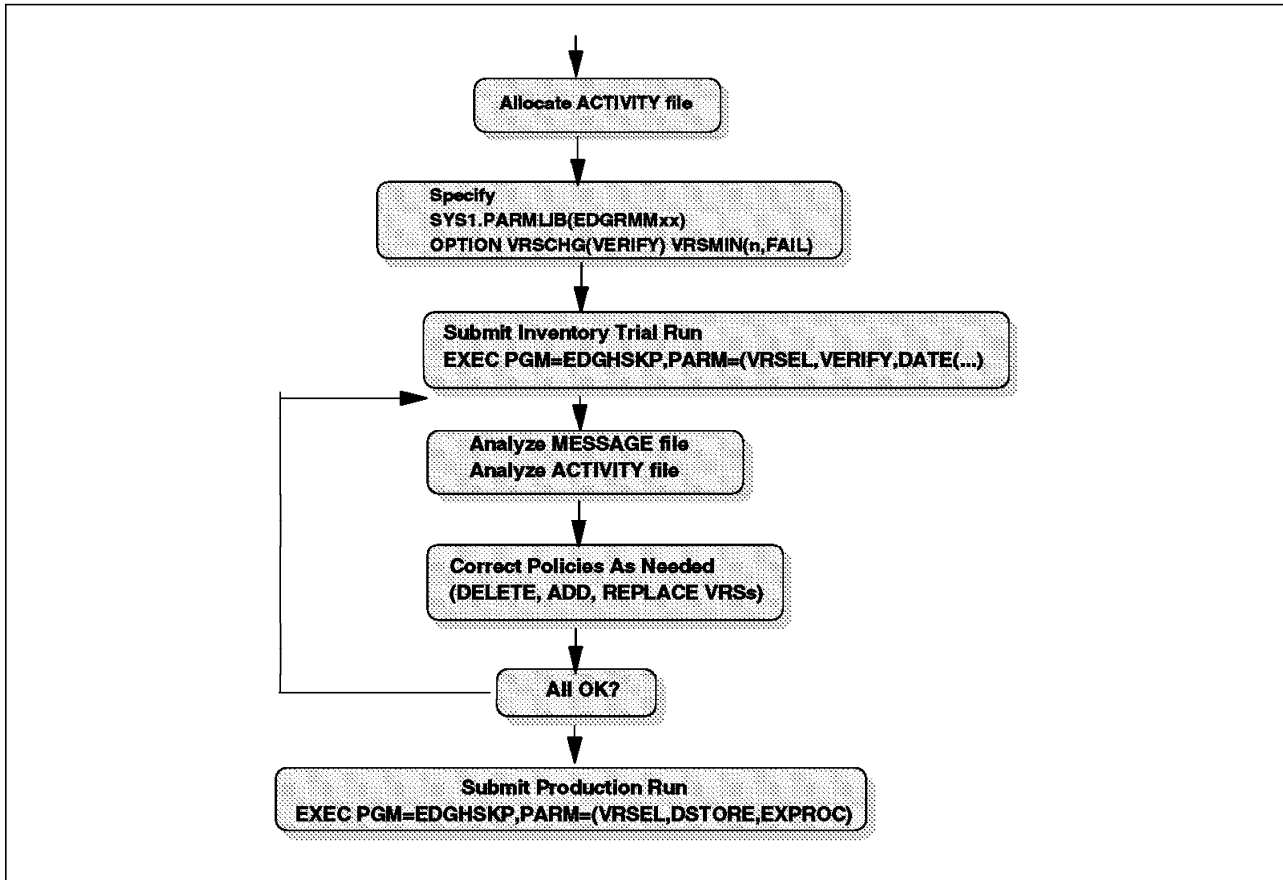 Allocate ACTIVITY file
Specify
SYS1.PARMLIB(EDGRMMxx)
OPTION VRSCHG(VERIFY) VRSMIN(n,FAIL)
Submit Inventory Trial Run
EXEC PGM=EDGHSKP,PARM=(VRSEL,VERIFY,DATE(...)
Analyze MESSAGE file
Analyze ACTIVITY file
Correct Policies As Needed
(DELETE, ADD, REPLACE VRSs)
All OK?
Submit Production Run
EXEC PGM=EDGHSKP,PARM=(VRSEL,DSTORE,EXPROC)